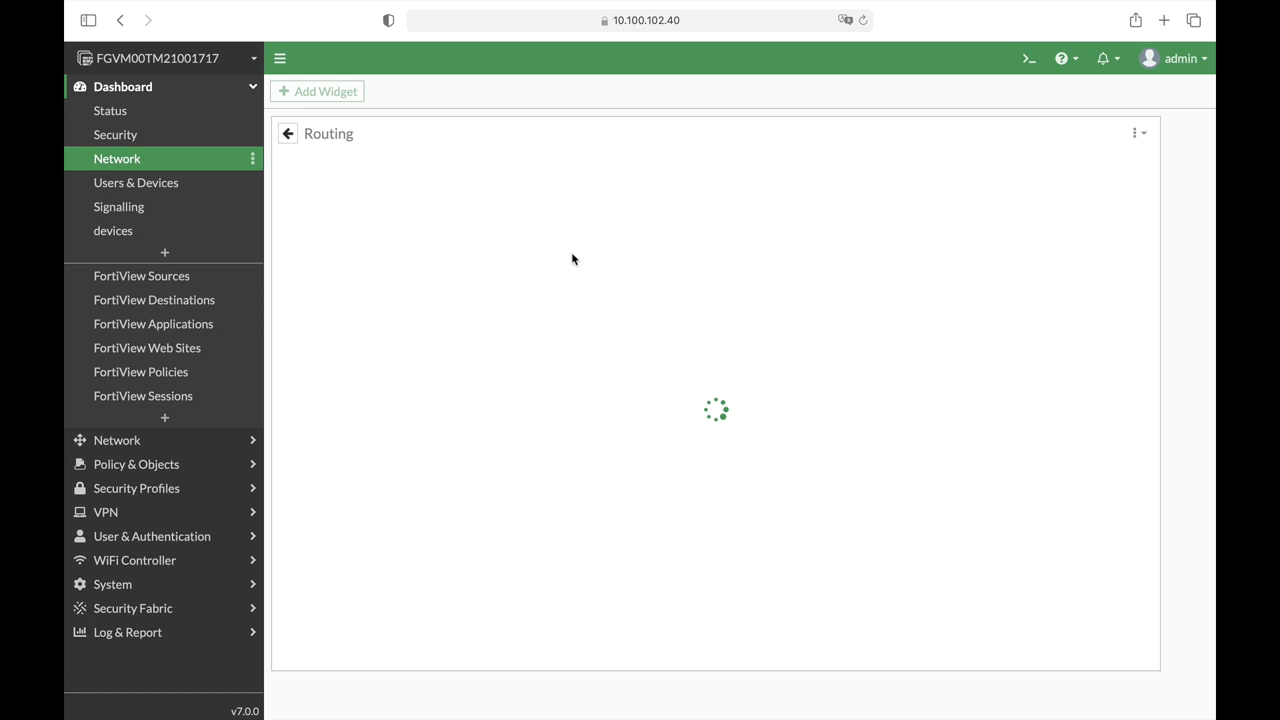 10.100.102.40
FGVM00TM21001717
admin
Dashboard
Add Widget
Status
Security
Routing
Network
Users & Devices
Signalling
devices
FortiView Sources
FortiView Destinations
FortiView Applications
FortiView Web Sites
FortiView Policies
FortiView Sessions
Network
Policy & Objects
Security Profiles
VPN
User & Authentication
WiFi Controller
System
Security Fabric
Log & Report
v7.0.0